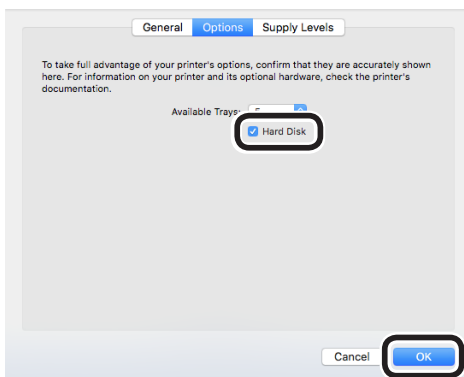 General Options Supply Levels
To take full advantage of your printer's options, confirm that they are accurately shown
here. For information on your printer and its optional hardware, check the printer's
documentation.
Available Trays:
Hard Disk
Cancel OK